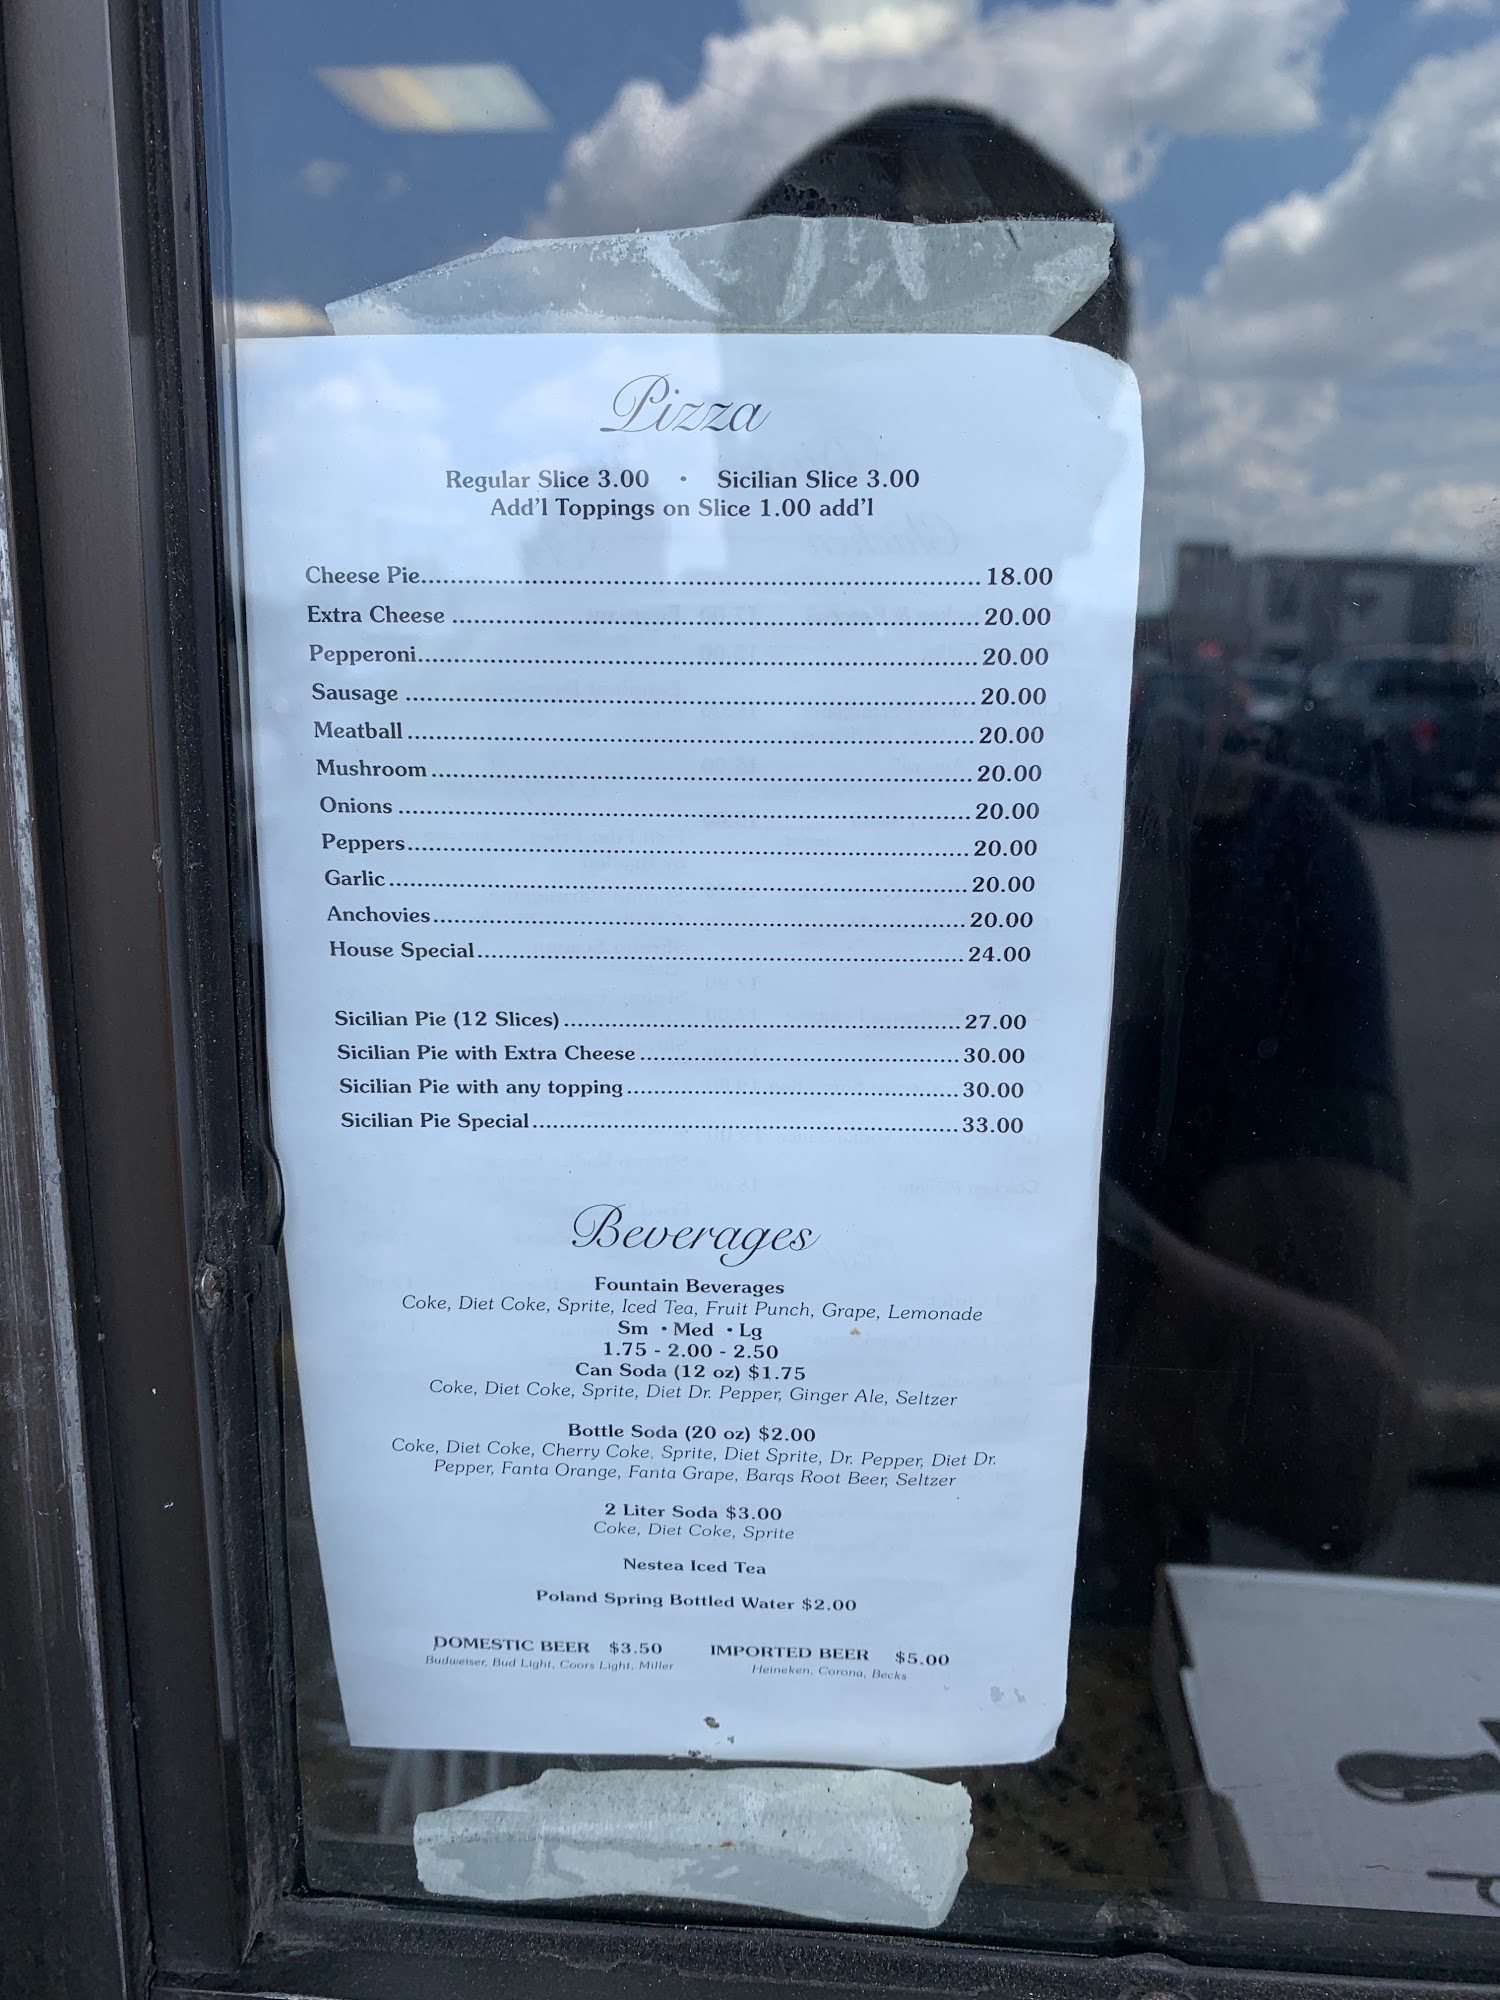 Pizza
Regular Slice 3.00 • Sicilian Slice 3.00
Add'l Toppings on Slice 1.00 add'l
Cheese Pie.......................................................................... 18.00
Extra Cheese ...................................................................... 20.00
Pepperoni.......................................................................... 20.00
Sausage ............................................................................ 20.00
Meatball ............................................................................ 20.00
Mushroom ......................................................................... 20.00
Onions .............................................................................. 20.00
Peppers............................................................................. 20.00
Garlic ................................................................................ 20.00
Anchovies.......................................................................... 20.00
House Special.................................................................... 24.00
Sicilian Pie (12 Slices) ........................................................ 27.00
Sicilian Pie with Extra Cheese ............................................. 30.00
Sicilian Pie with any topping ............................................... 30.00
Sicilian Pie Special ............................................................. 33.00
Beverages
Fountain Beverages
Coke, Diet Coke, Sprite, Iced Tea, Fruit Punch, Grape, Lemonade
Sm • Med • Lg
1.75 - 2.00 - 2.50
Can Soda (12 oz) $1.75
Coke, Diet Coke, Sprite, Diet Dr. Pepper, Ginger Ale, Seltzer
Bottle Soda (20 oz) $2.00
Coke, Diet Coke, Cherry Coke, Sprite, Diet Sprite, Dr. Pepper, Diet Dr.
Pepper, Fanta Orange, Fanta Grape, Barqs Root Beer, Seltzer
2 Liter Soda $3.00
Coke, Diet Coke, Sprite
Nestea Iced Tea
Poland Spring Bottled Water $2.00
DOMESTIC BEER $3.50 IMPORTED BEER $5.00
Budweiser, Bud Light, Coors Light, Miller Heineken, Corona, Becks